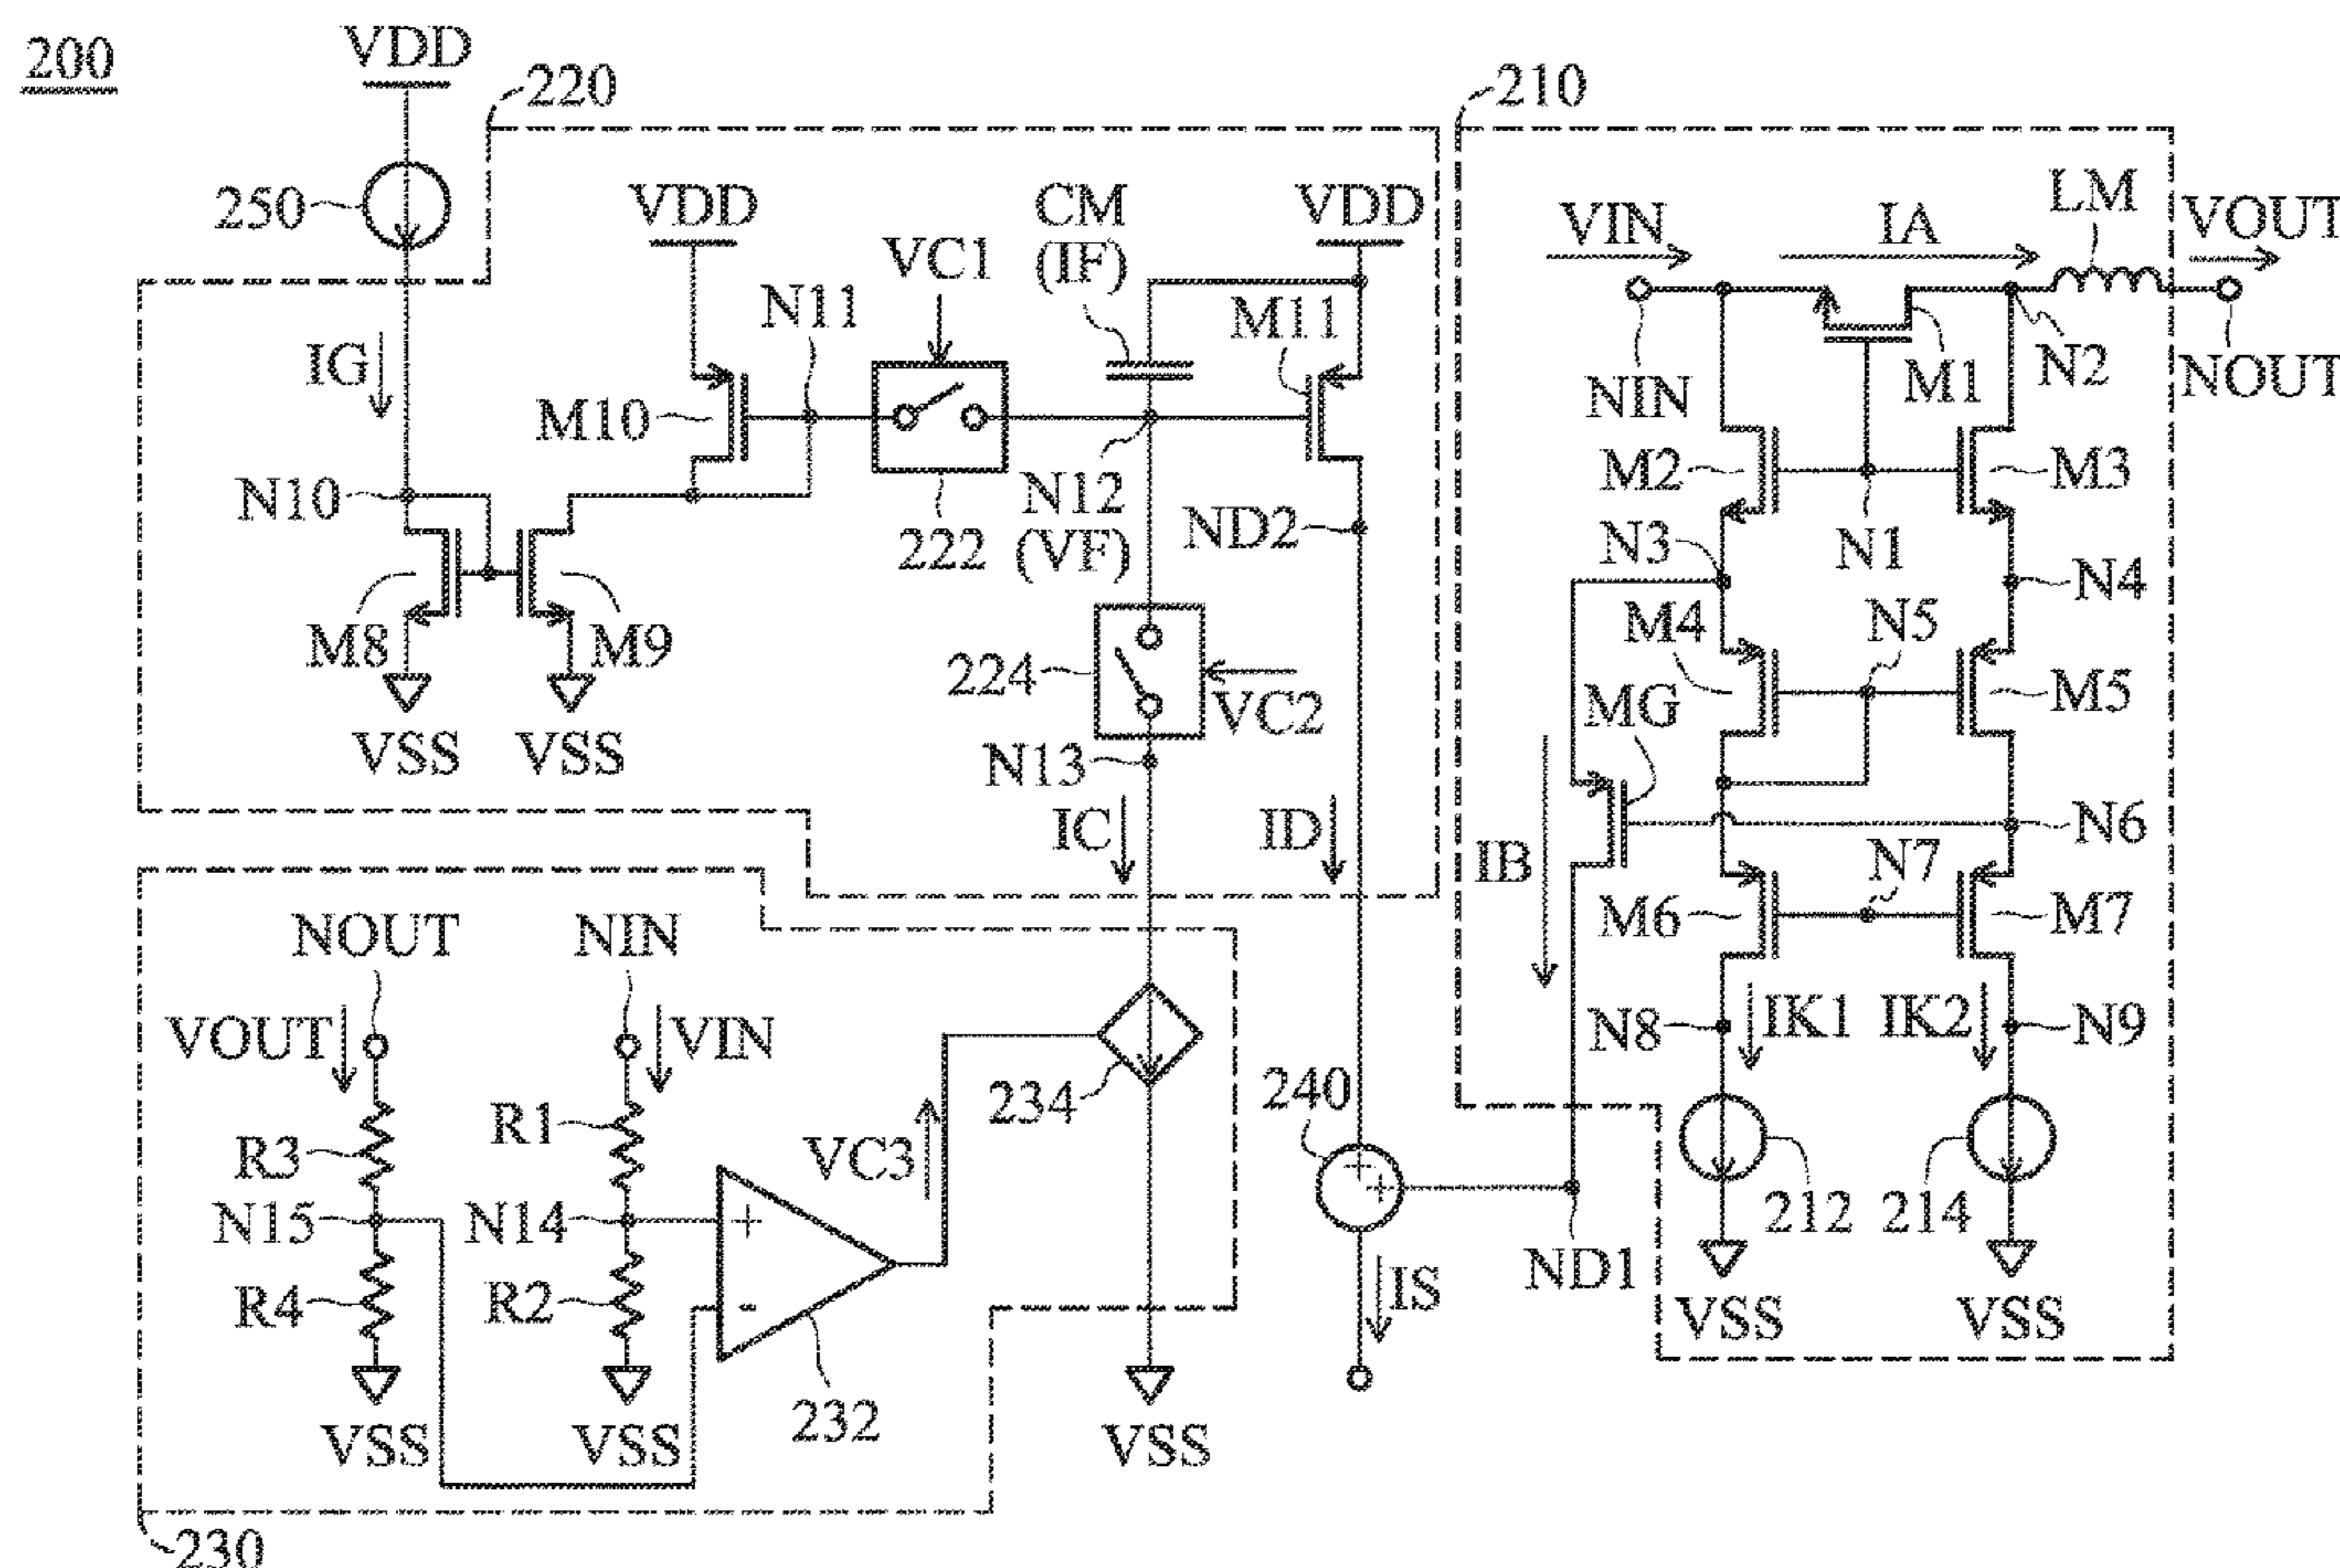 200
VDD
220
210
250
VDD
VC1
CM
(IF)
VDD
VIN
IA
LM
VOUT
N11
M11
IG
M10
NIN
M1
N2
NOUT
N10
222
N12
(VF)
ND2
M2
M3
N3
N1
N4
M8
M9
224
VC2
M4
N5
MG
M5
VSS
VSS
N13
IC
ID
IB
N7
N6
M6
M7
NOUT
NIN
VOUT
VIN
234
240
N8
IK1
IK2
N9
R3
R1
VC3
N15
N14
+
+
+
212
214
ND1
R4
R2
-
IS
VSS
VSS
232
VSS
VSS
VSS
230